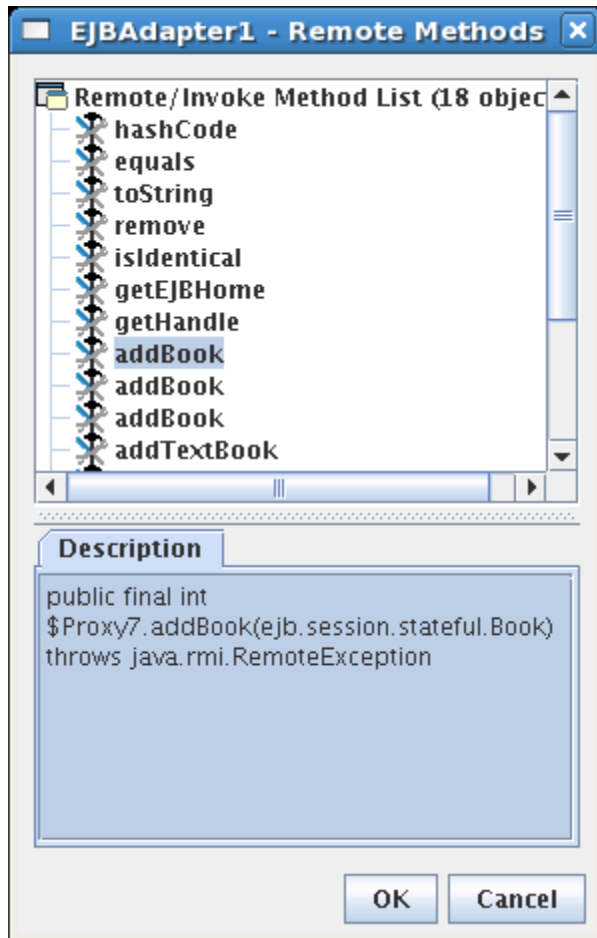 EJBAdapter1 - Remote Methods
Remote/Invoke Method List (18 objec
hashCode
equals
toString
remove
isIdentical
getEJBHome
getHandle
addBook
addBook
addBook
addTextBook
Description
public final int
$Proxy7.addBook(ejb.session.stateful.Book)
throws java.rmi.RemoteException
OK Cancel